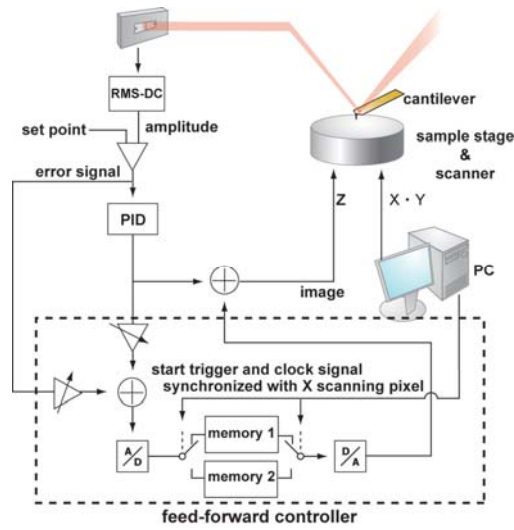 RMS-DC
cantilever
set point
amplitude
sample stage
&
scanner
error signal
PID
Z
X・Y
PC
image
start trigger and clock signal
synchronized with X scanning pixel
A/D
memory 1
D/A
memory 2
feed-forward controller